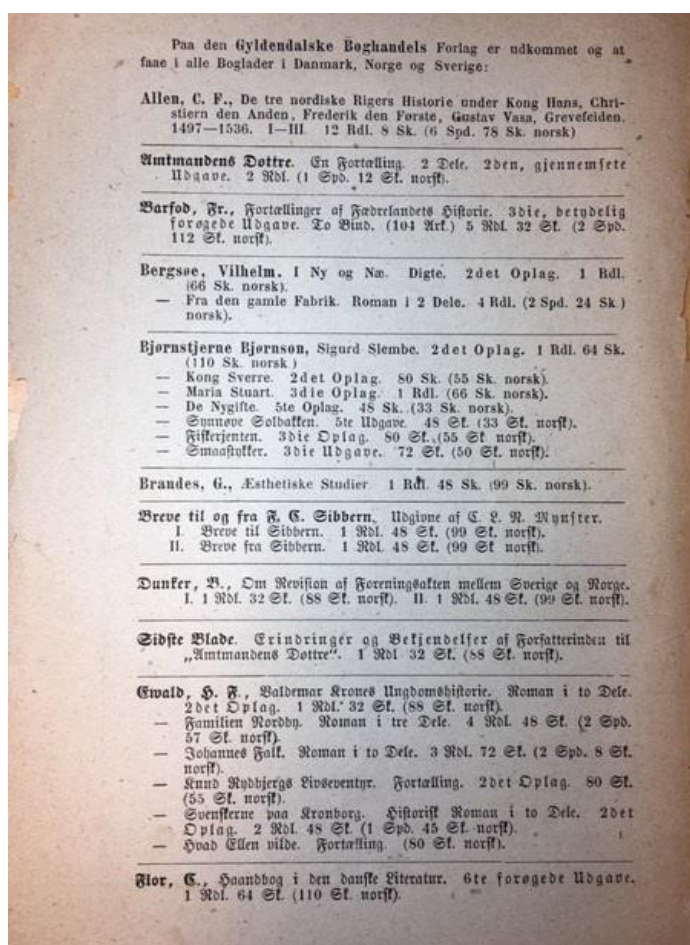 Paa den Gyldendalske Boghandels Forlag er udkommet og at
faae i alle Boglader i Danmark, Norge og Sverige:
Allen, C. F., De tre nordiske Rigers Historie under Kong Hans, Chri-
stiern den Anden, Frederik den Første, Gustav Vasa, Grevefeiden.
1497—1536. I—III. 12 Rdl. 8 Sk. (6 Spd. 78 Sk. norsk)
Amtmandens Døttre. En Fortælling. 2 Dele. 2den, gjennemsete
Udgave. 2 Rdl. (1 Spd. 12 Sk. norsk).
Barfod, Fr., Fortællinger af Fædrelandets Historie. 3die, betydelig
forøgede Udgave. To Bind. (104 Ark.) 5 Rdl. 32 Sk. (2 Spd.
112 Sk. norsk).
Bergsøe, Vilhelm. I Ny og Næ. Digte. 2det Oplag. 1 Rdl.
(66 Sk. norsk).
— Fra den gamle Fabrik. Roman i 2 Dele. 4 Rdl. (2 Spd. 24 Sk.)
norsk).
Bjørnstjerne Bjørnson, Sigurd Slembe. 2det Oplag. 1 Rdl. 64 Sk.
(110 Sk. norsk.)
— Kong Sverre. 2det Oplag. 80 Sk. (55 Sk. norsk).
— Maria Stuart. 3die Oplag. 1 Rdl. (66 Sk. norsk).
— De Nygifte. 5te Oplag. 48 Sk. (33 Sk. norsk).
— Synnøve Solbakken. 5te Udgave. 48 Sk. (33 Sk. norsk).
— Fiskerjenten. 3die Oplag. 80 Sk. (55 Sk norsk).
— Smaastykker. 3die Udgave. 72 Sk. (50 Sk. norsk).
Brandes, G., Æsthetiske Studier 1 Rdl. 48 Sk. (99 Sk. norsk).
Breve til og fra F. C. Sibbern. Udgivne af C. L. N. Mynster.
I. Breve til Sibbern. 1 Rdl. 48 Sk. (99 Sk. norsk).
II. Breve fra Sibbern. 1 Rdl. 48 Sk. (99 Sk norsk).
Dunker, B., Om Revision af Foreningsakten mellem Sverige og Norge.
I. 1 Rdl. 32 Sk. (88 Sk. norsk). II. 1 Rdl. 48 Sk. (99 Sk. norsk).
Sidste Blade. Erindringer og Bekjendelser af Forfatterinden til
„Amtmandens Døttre“. 1 Rdl 32 Sk. (88 Sk. norsk).
Ewald, H. F., Valdemar Krones Ungdomshistorie. Roman i to Dele.
2det Oplag. 1 Rdl. 32 Sk. (88 Sk. norsk).
— Familien Nordby. Roman i tre Dele. 4 Rdl. 48 Sk. (2 Spd.
57 Sk. norsk).
— Johannes Falk. Roman i to Dele. 3 Rdl. 72 Sk. (2 Spd. 8 Sk.
norsk).
— Knud Rydbjergs Livseventyr. Fortælling. 2det Oplag. 80 Sk.
(55 Sk. norsk).
— Svenskerne paa Kronborg. Historisk Roman i to Dele. 2det
Oplag. 2 Rdl. 48 Sk. (1 Spd. 45 Sk. norsk).
— Hvad Ellen vilde. Fortælling. (80 Sk. norsk).
Flor, C., Haandbog i den danske Literatur. 6te forøgede Udgave.
1 Rdl. 64 Sk. (110 Sk. norsk).